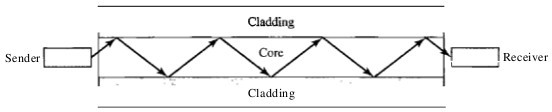 Cladding
Sender
Core
Receiver
Cladding